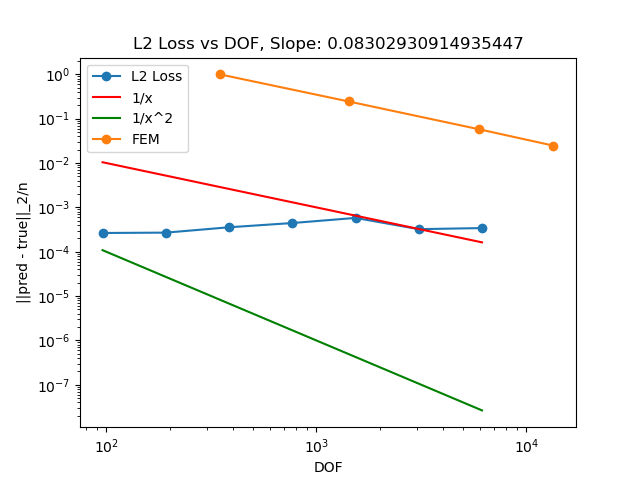 L2 Loss vs DOF, Slope: 0.08302930914935447
L2 Loss
1/x
1/x^2
FEM
10^0
10^-1
10^-2
10^-3
10^-4
10^-5
10^-6
10^-7
||pred - true||_2/n
10^2
10^3
10^4
DOF